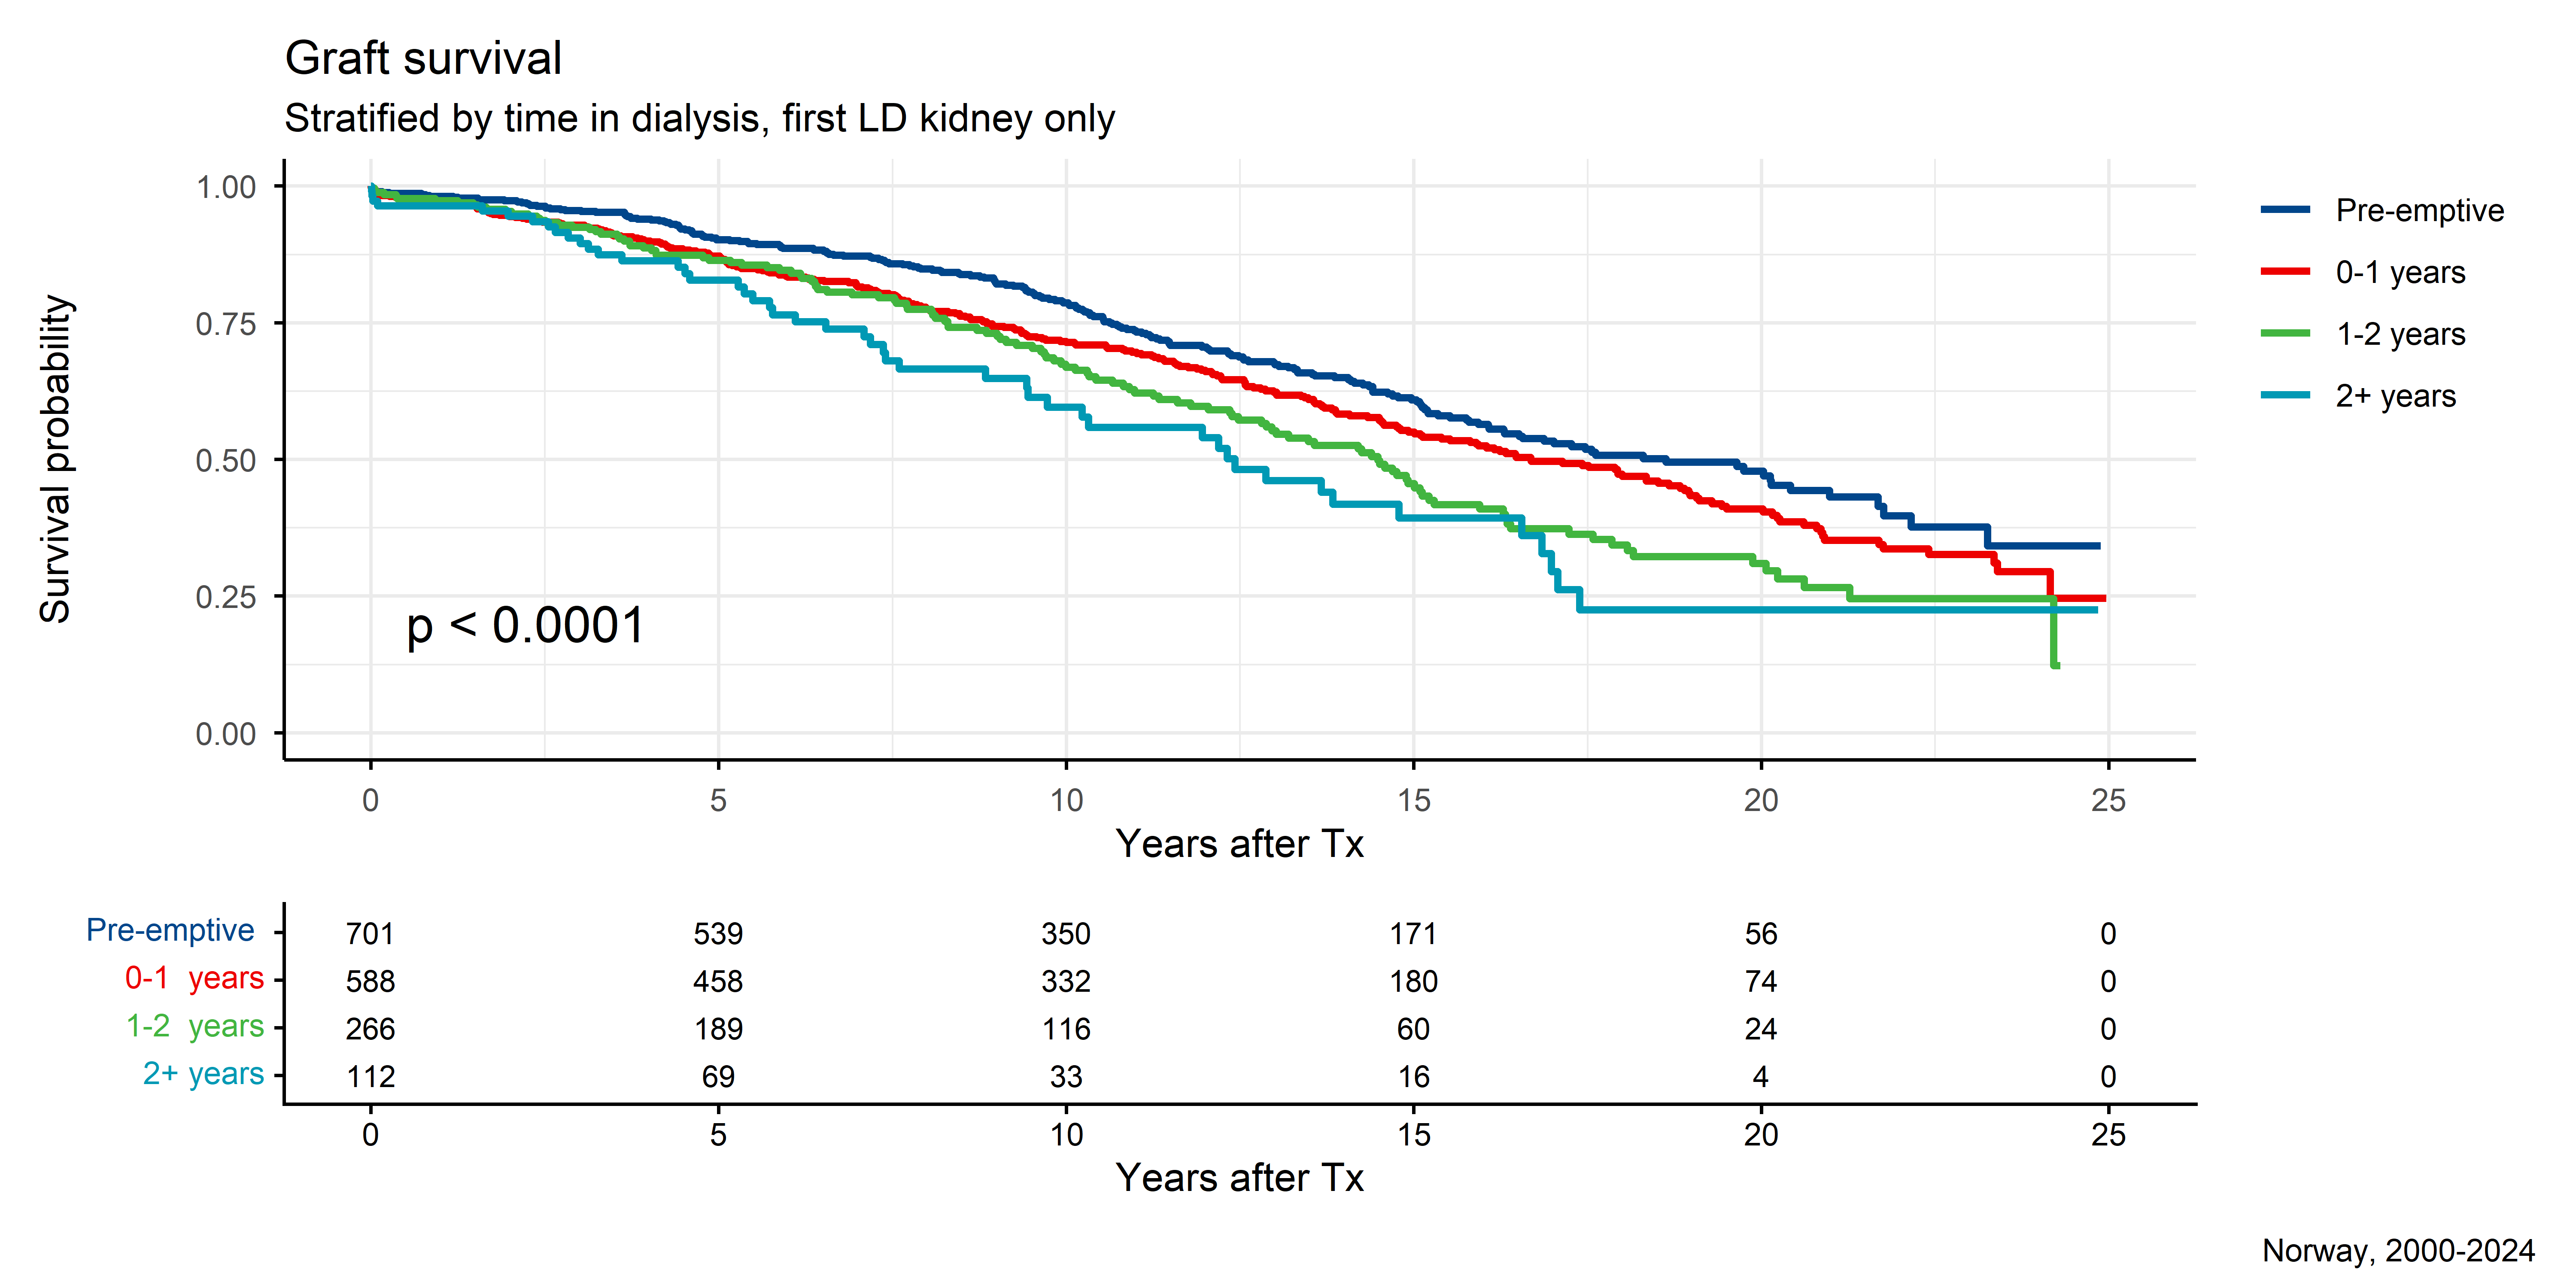 Graft survival
Stratified by time in dialysis, first LD kidney only
Survival probability
1.00
0.75
0.50
0.25
0.00
p < 0.0001
Pre-emptive
0-1 years
1-2 years
2+ years
0 5 10 15 20 25
Years after Tx
Pre-emptive 701 539 350 171 56 0
0-1 years 588 458 332 180 74 0
1-2 years 266 189 116 60 24 0
2+ years 112 69 33 16 4 0
0 5 10 15 20 25
Years after Tx
Norway, 2000-2024